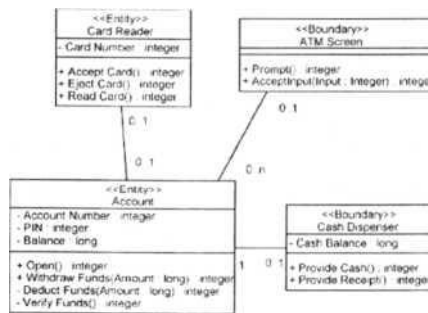 <<Entity>>
Card Reader
- Card Number : integer
+ Accept Card() : integer
+ Eject Card() : integer
+ Read Card() : integer
<<Boundary>>
ATM Screen
+ Prompt() : integer
+ AcceptInput(Input : Integer) : integer
0..1
0..1
0..1
0..n
<<Entity>>
Account
- Account Number : integer
- PIN : integer
- Balance : long
+ Open() : integer
+ Withdraw Funds(Amount : long) : integer
- Deduct Funds(Amount : long) : integer
- Verify Funds() : integer
1
0..1
<<Boundary>>
Cash Dispenser
- Cash Balance : long
+ Provide Cash() : integer
+ Provide Receipt() : integer